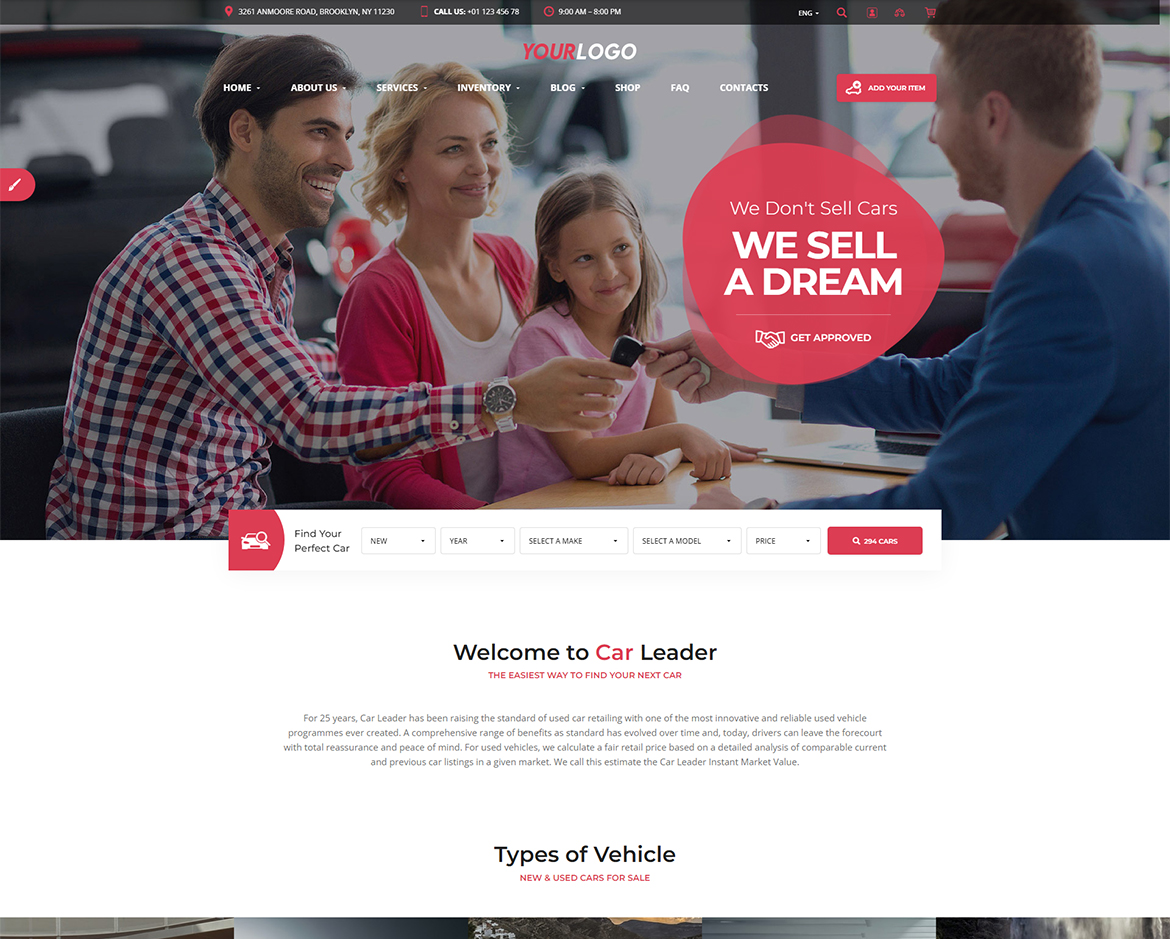 3261 ANMOORE ROAD, BROOKLYN, NY 11230
CALL US: +01 123 456 78
9:00 AM – 8:00 PM
ENG
YOURLOGO
HOME
ABOUT US
SERVICES
INVENTORY
BLOG
SHOP
FAQ
CONTACTS
ADD YOUR ITEM
We Don't Sell Cars
WE SELL
A DREAM
GET APPROVED
Find Your
Perfect Car
NEW
YEAR
SELECT A MAKE
SELECT A MODEL
PRICE
294 CARS
Welcome to Car Leader
THE EASIEST WAY TO FIND YOUR NEXT CAR
For 25 years, Car Leader has been raising the standard of used car retailing with one of the most innovative and reliable used vehicle
programmes ever created. A comprehensive range of benefits as standard has evolved over time and, today, drivers can leave the forecourt
with total reassurance and peace of mind. For used vehicles, we calculate a fair retail price based on a detailed analysis of comparable current
and previous car listings in a given market. We call this estimate the Car Leader Instant Market Value.
Types of Vehicle
NEW & USED CARS FOR SALE